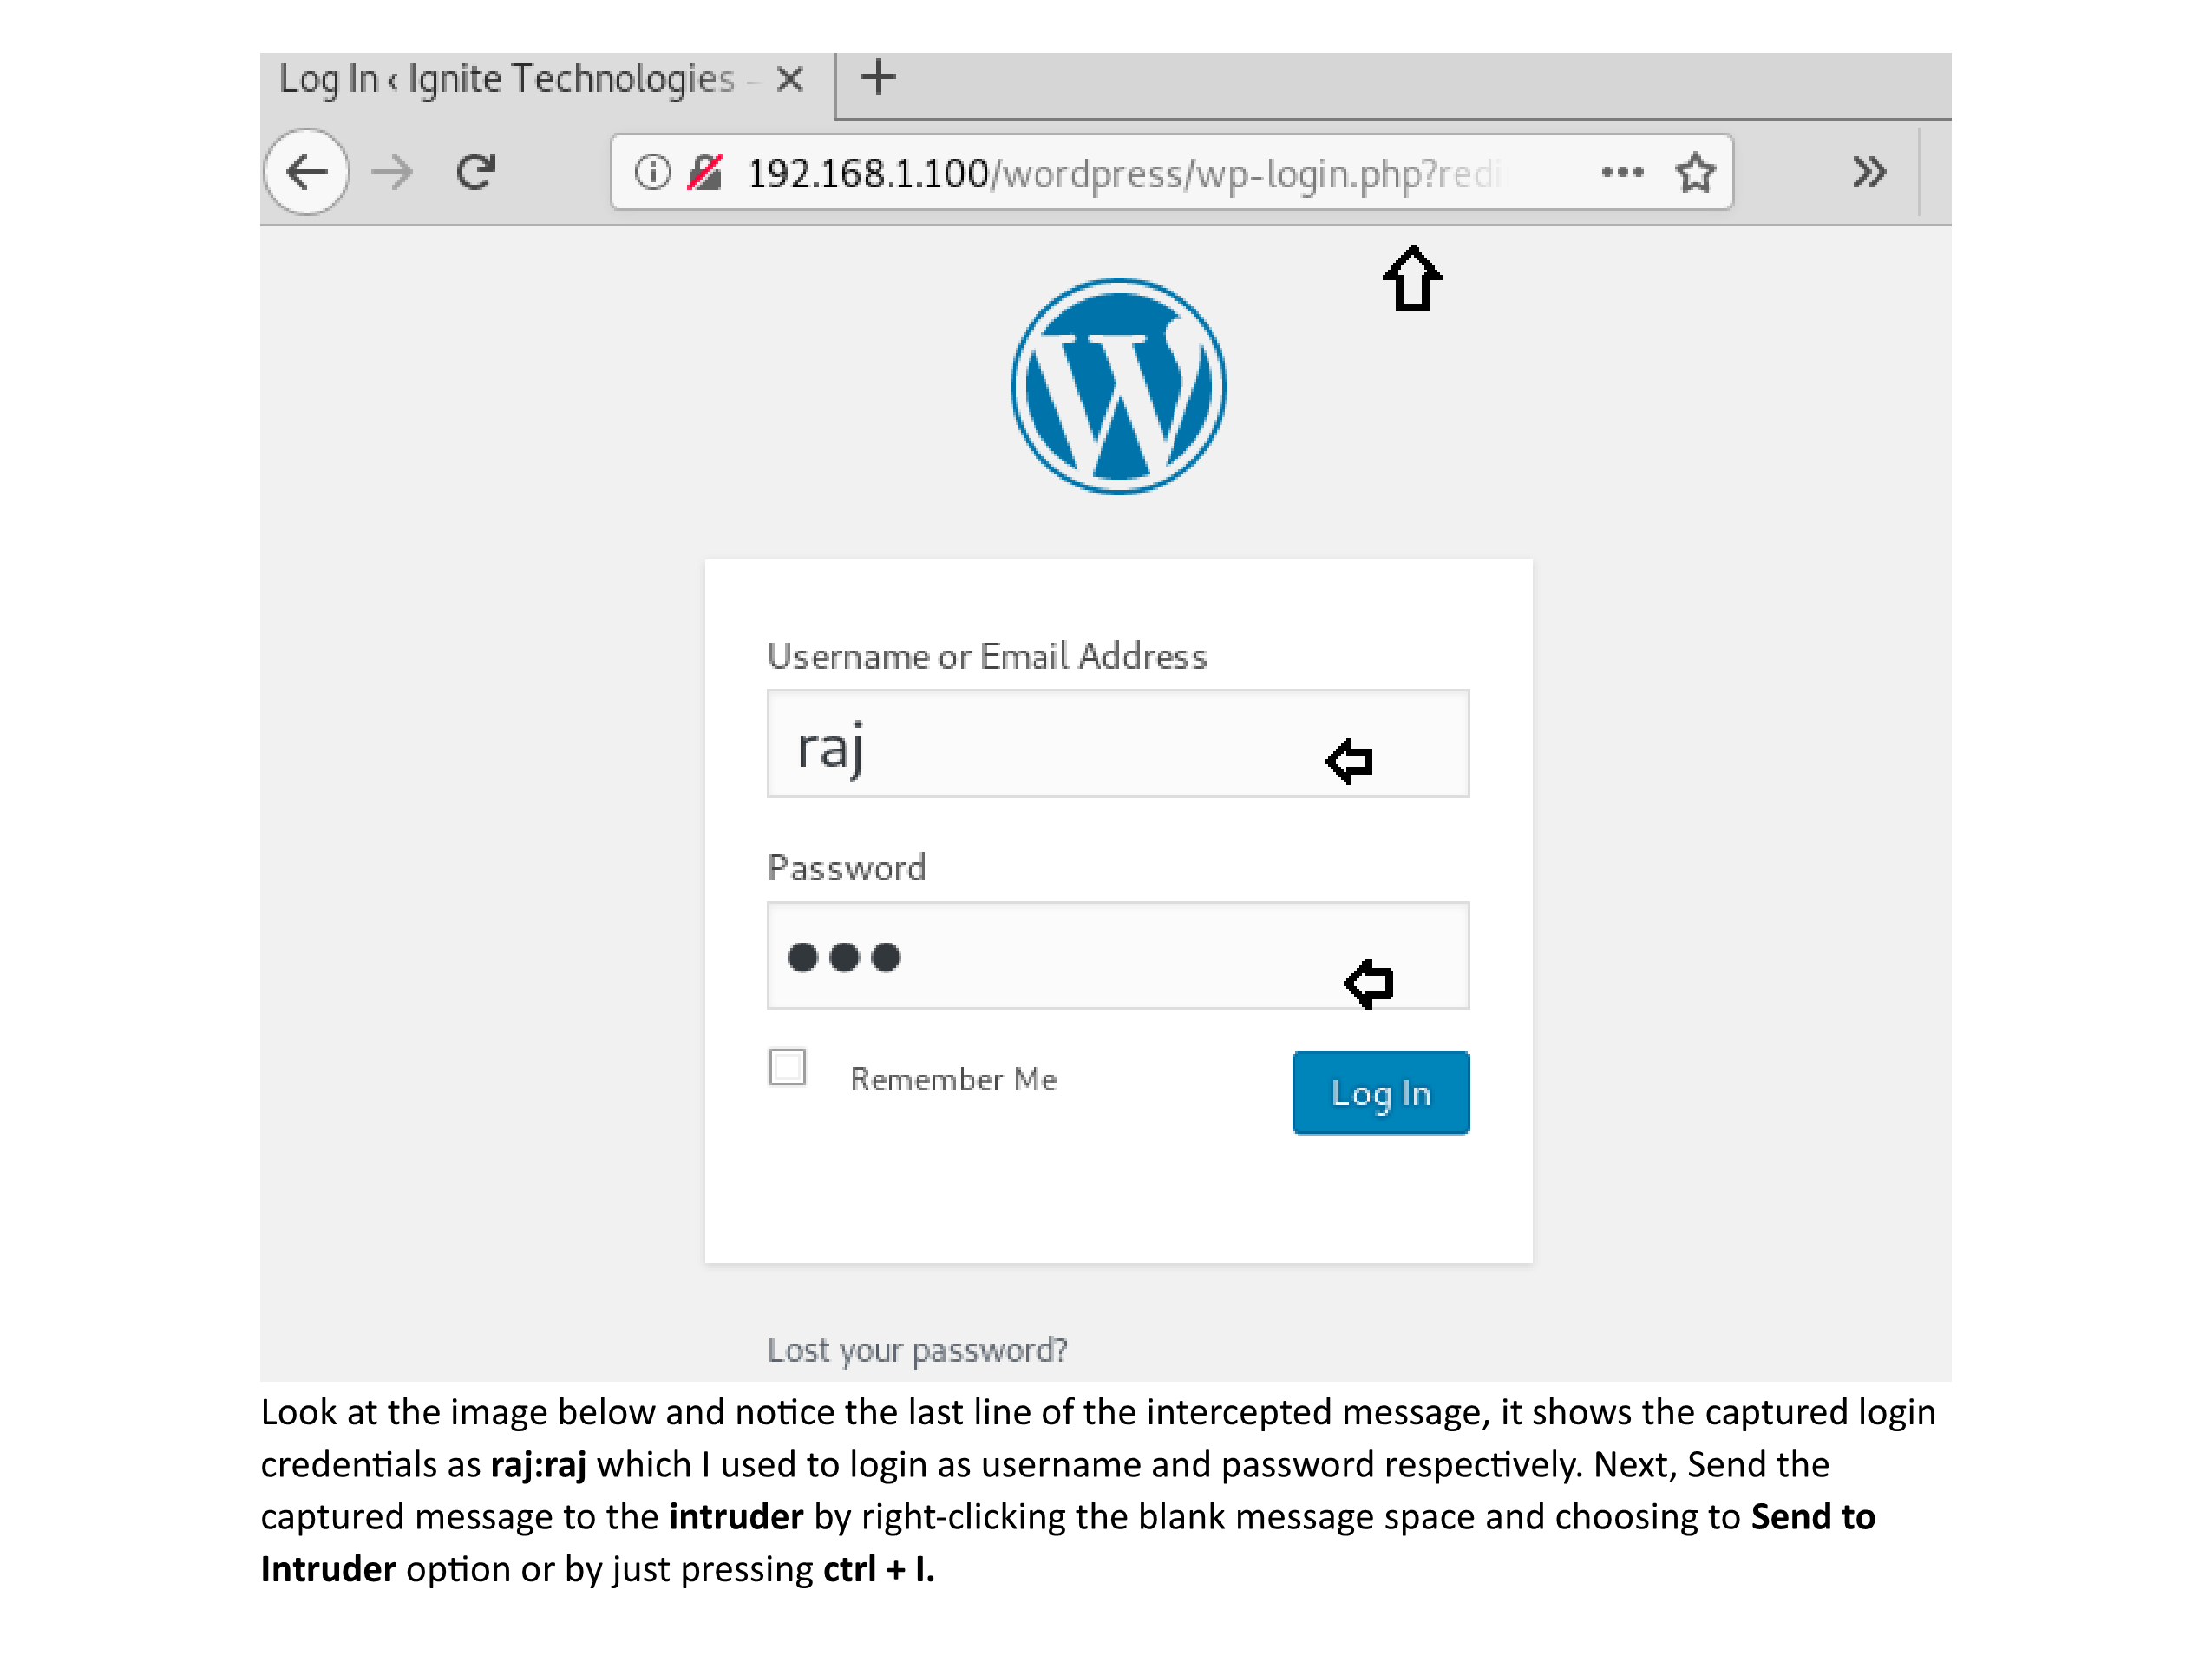 Log In ‹ Ignite Technologies –
192.168.1.100/wordpress/wp-login.php?redi
Username or Email Address
raj
Password
Remember Me
Log In
Lost your password?
Look at the image below and notice the last line of the intercepted message, it shows the captured login
credentials as raj:raj which I used to login as username and password respectively. Next, Send the
captured message to the intruder by right-clicking the blank message space and choosing to Send to
Intruder option or by just pressing ctrl + I.